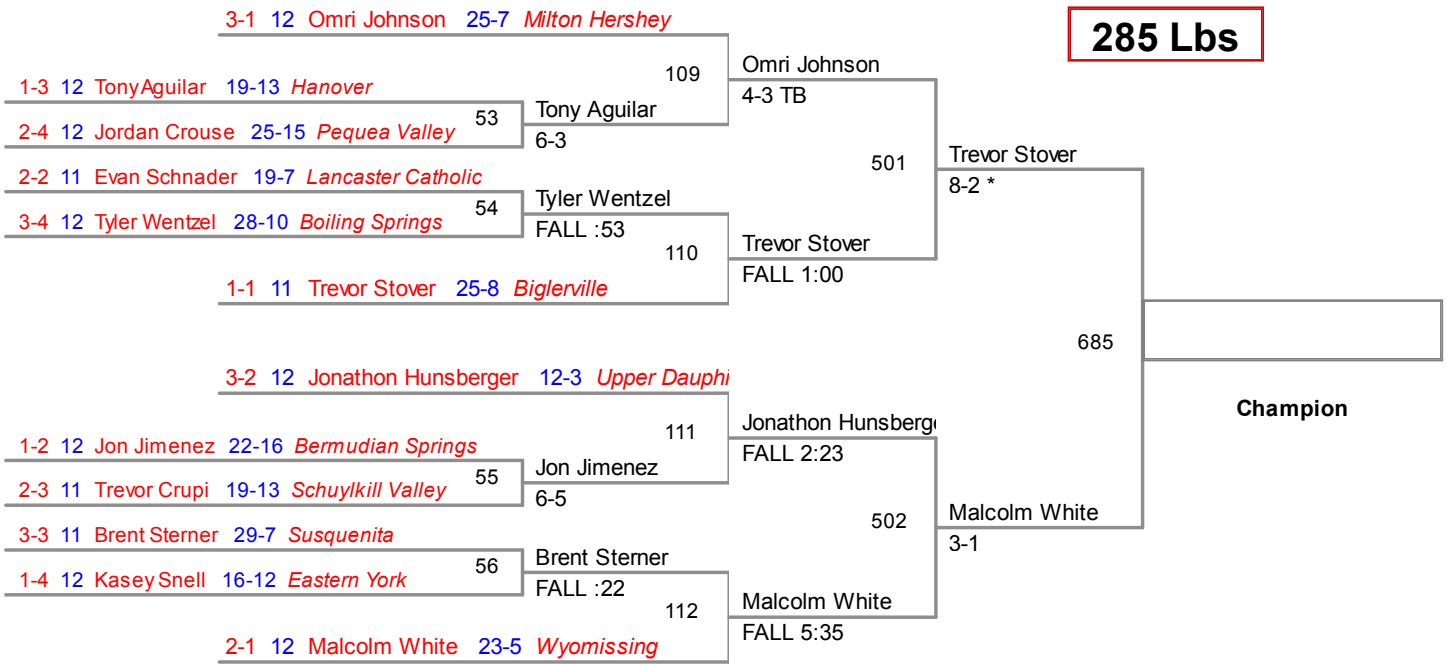 3-1 12 Omri Johnson 25-7 Milton Hershey
285 Lbs
109
Omri Johnson
4-3 TB
1-3 12 TonyAguilar 19-13 Hanover
53
Tony Aguilar
6-3
2-4 12 Jordan Crouse 25-15 Pequea Valley
501
Trevor Stover
8-2 *
2-2 11 Evan Schnader 19-7 Lancaster Catholic
54
Tyler Wentzel
FALL :53
3-4 12 Tyler Wentzel 28-10 Boiling Springs
110
Trevor Stover
FALL 1:00
1-1 11 Trevor Stover 25-8 Biglerville
685
Champion
3-2 12 Jonathon Hunsberger 12-3 Upper Dauphi
111
Jonathon Hunsberg
FALL 2:23
1-2 12 Jon Jimenez 22-16 Bermudian Springs
55
Jon Jimenez
6-5
2-3 11 Trevor Crupi 19-13 Schuylkill Valley
502
Malcolm White
3-1
3-3 11 Brent Sterner 29-7 Susquenita
56
Brent Sterner
FALL :22
1-4 12 Kasey Snell 16-12 Eastern York
112
Malcolm White
FALL 5:35
2-1 12 Malcolm White 23-5 Wyomissing